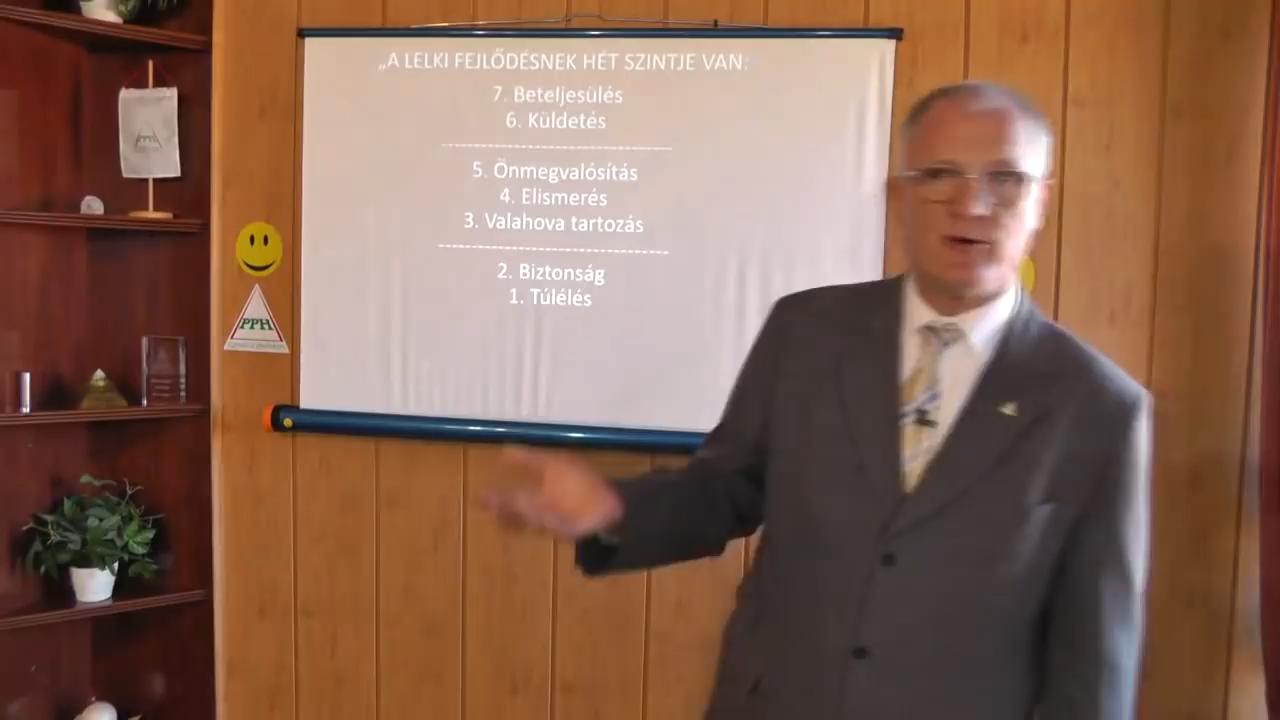 „A LELKI FEJLŐDÉSNEK HÉT SZINTJE VAN:
7. Beteljesülés
6. Küldetés
5. Önmegvalósítás
4. Elismerés
3. Valahova tartozás
2. Biztonság
1. Túlélés
PPH